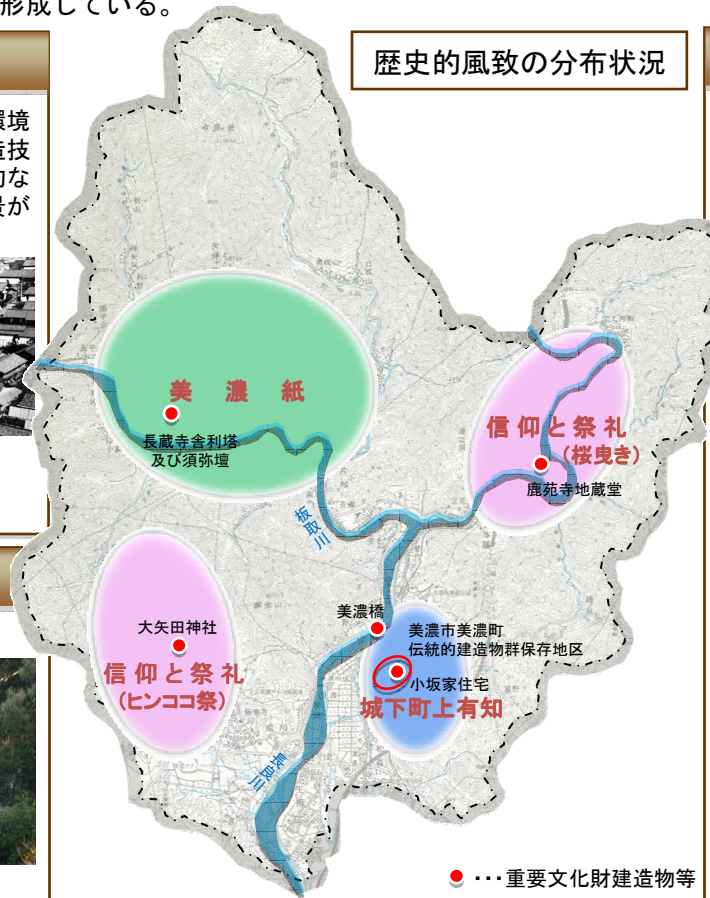 形成している。
歴史的風致の分布状況
環境
造技
的な
景が
美濃紙
長蔵寺舎利塔
及び須弥壇
信仰と祭礼
(桜曳き)
鹿苑寺地蔵堂
板取川
美濃橋
大矢田神社
信仰と祭礼
(ヒンココ祭)
美濃市美濃町
伝統的建造物群保存地区
小坂家住宅
城下町上有知
長良川
・・・重要文化財建造物等